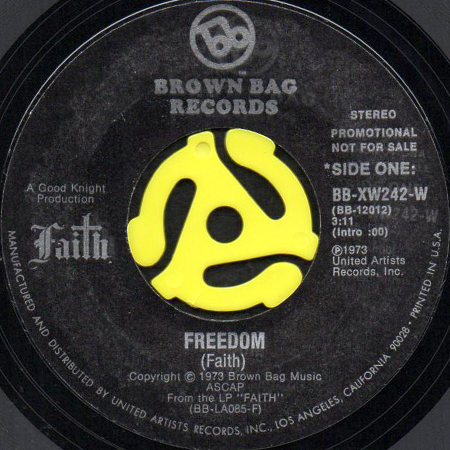 BROWN BAG
RECORDS
TM
STEREO
PROMOTIONAL
NOT FOR SALE
*SIDE ONE:
BB-XW242-W
(BB-12012)
3:11
(Intro :00)
℗1973
United Artists
Records, Inc.
A Good Knight
Production
Faith
FREEDOM
(Faith)
Copyright © 1973 Brown Bag Music
ASCAP
From the LP "FAITH"
(BB-LA085-F)
MANUFACTURED AND DISTRIBUTED BY UNITED ARTISTS RECORDS, INC., LOS ANGELES, CALIFORNIA 90028 • PRINTED IN U.S.A.